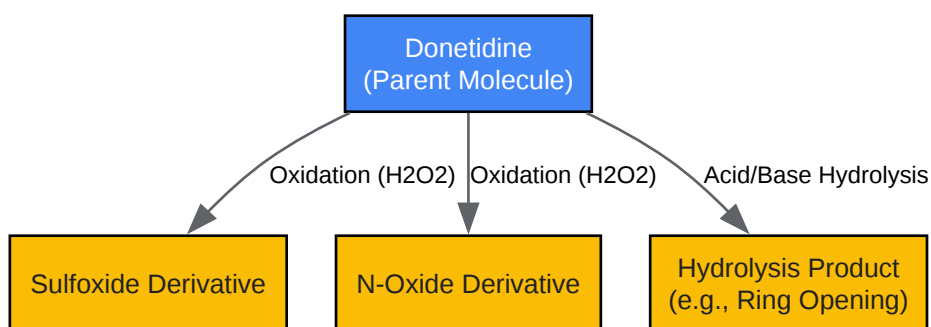 Donetidine
(Parent Molecule)
Oxidation (H2O2)
Oxidation (H2O2)
Acid/Base Hydrolysis
Sulfoxide Derivative
N-Oxide Derivative
Hydrolysis Product
(e.g., Ring Opening)